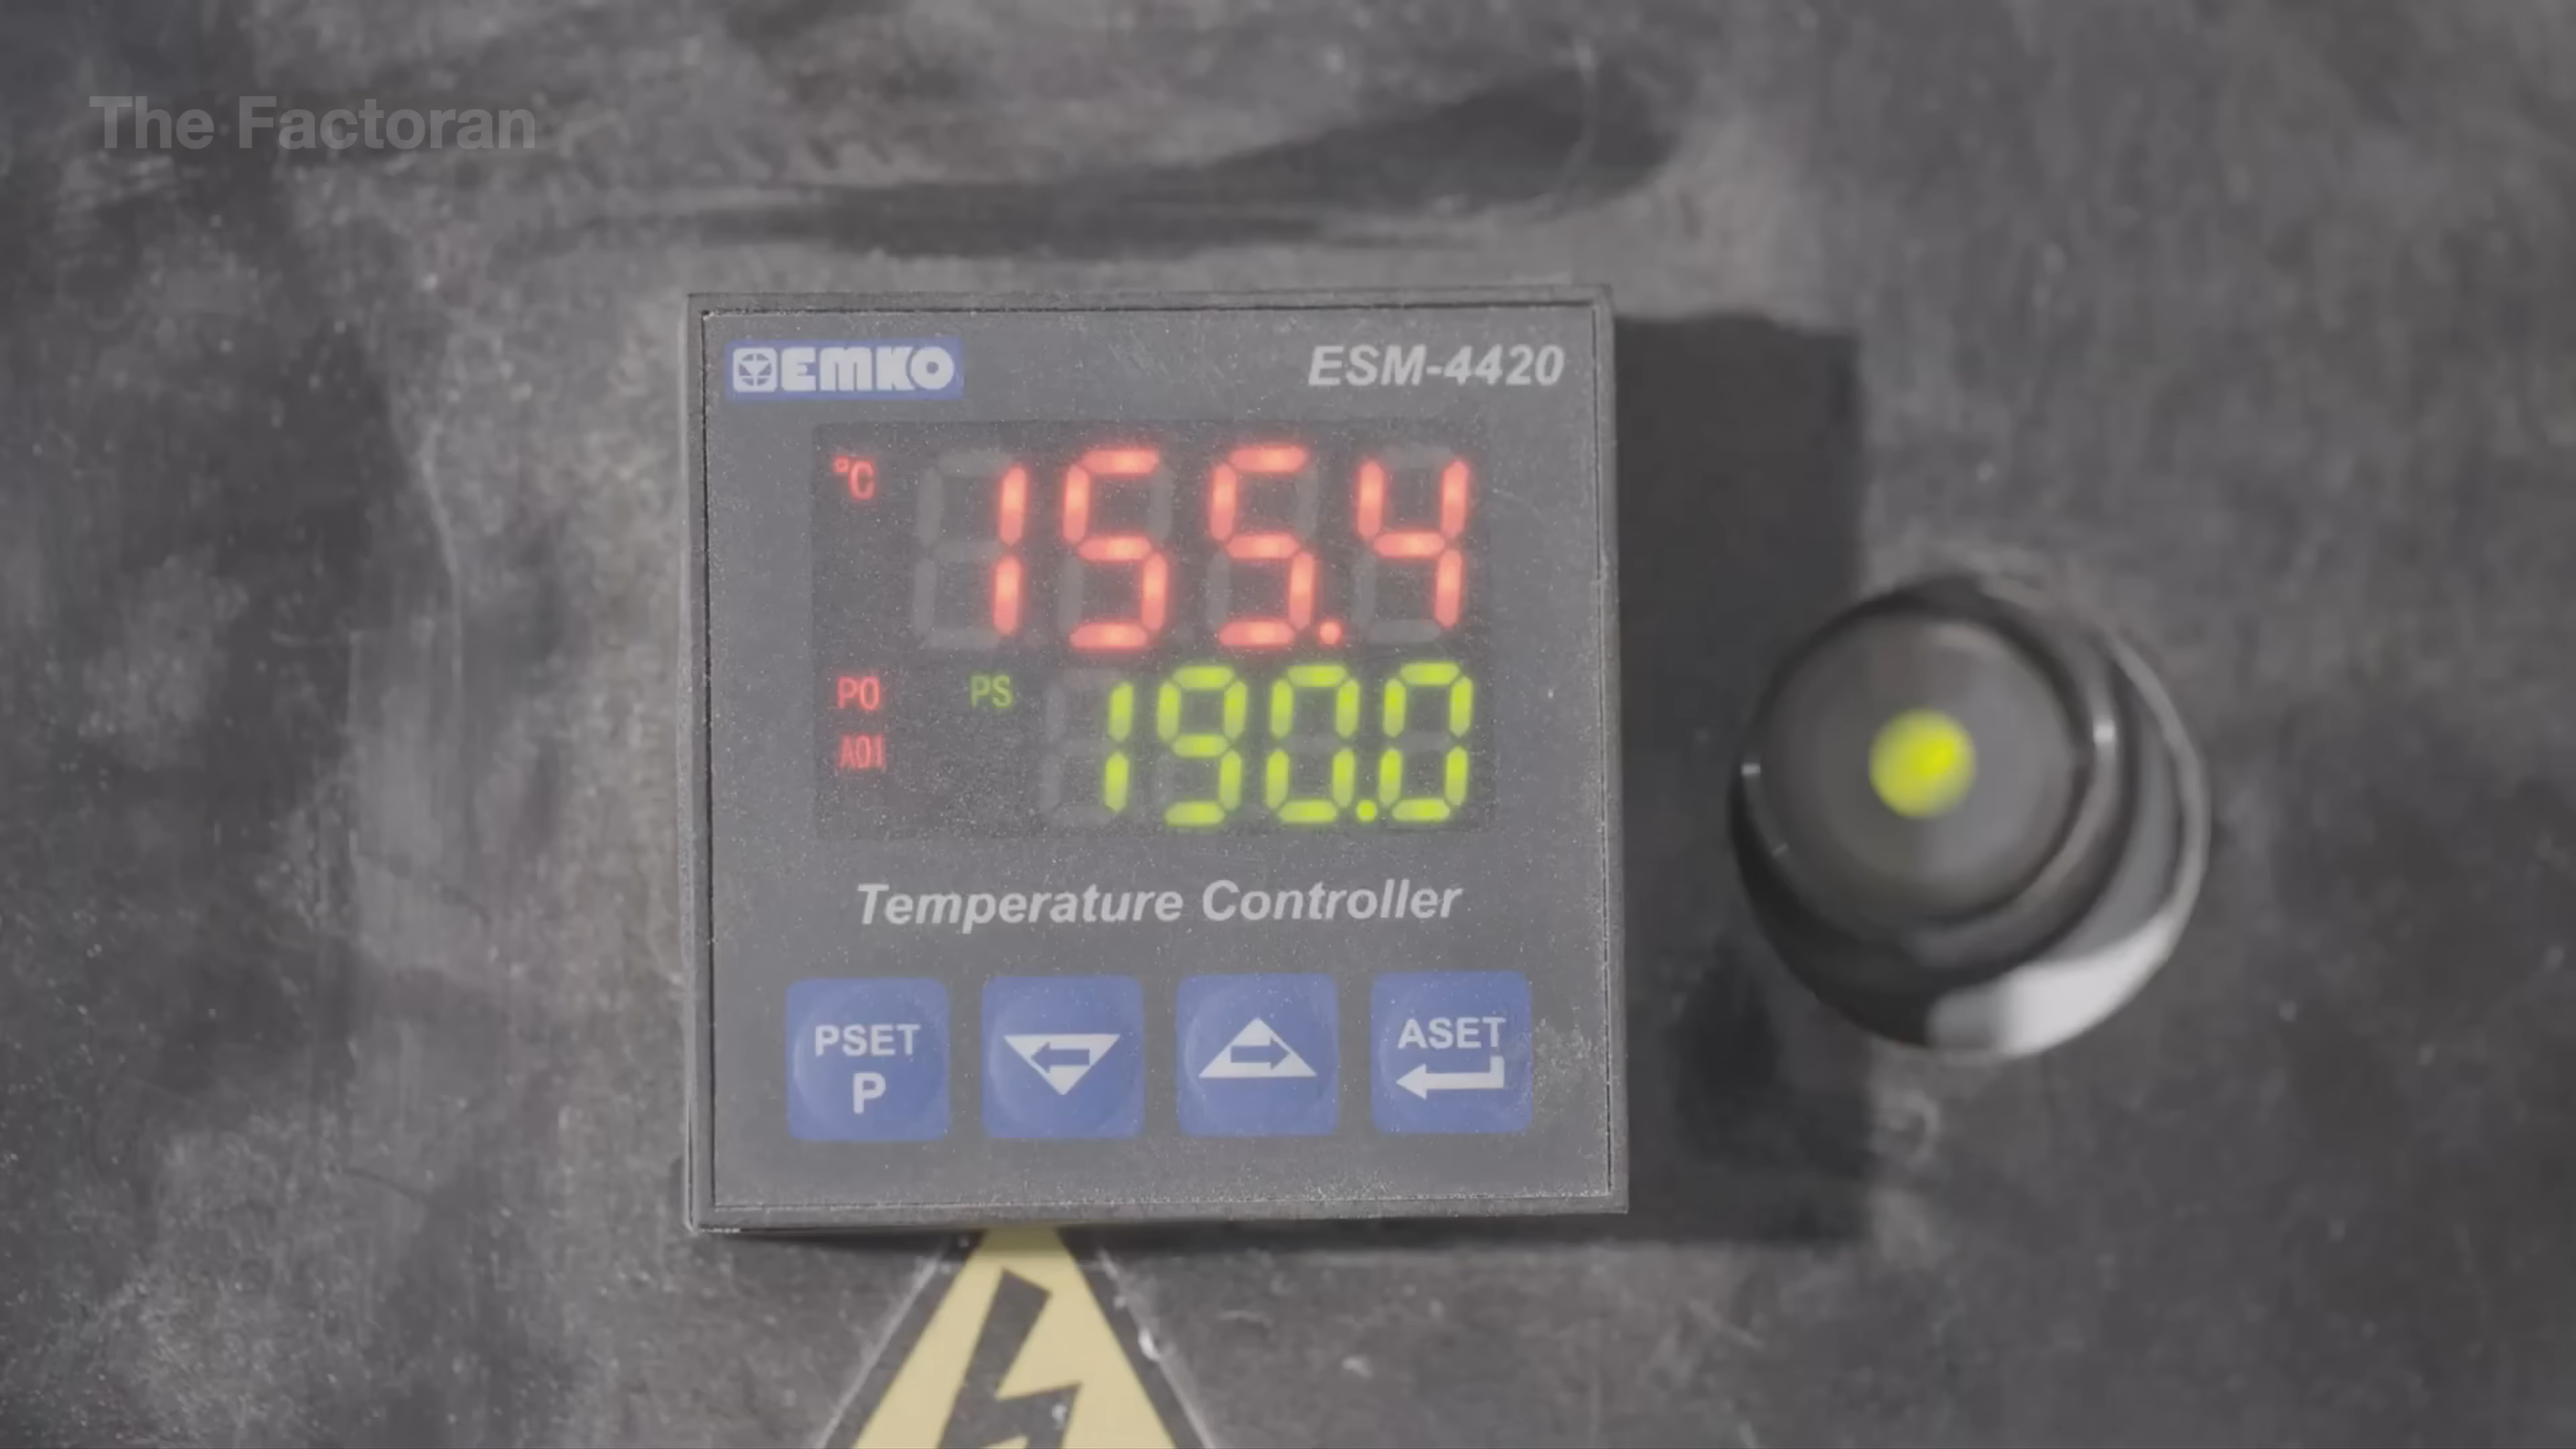 The Factoran
EMKO ESM-4420
°C 155.4
PO PS 190.0
AO1
Temperature Controller
PSET ASET
P